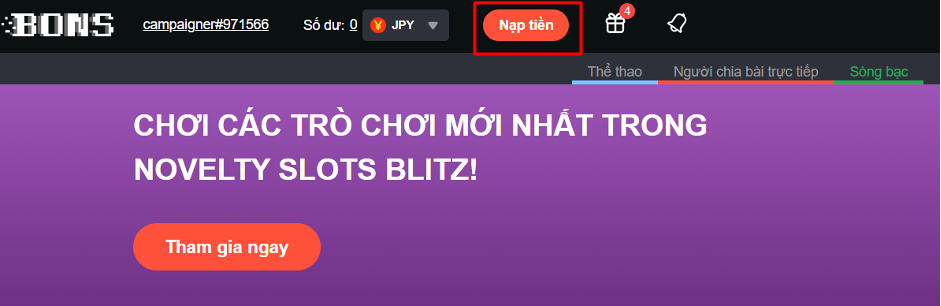 BONS campaigner#971566 Số dư: 0 JPY Nạp tiền 4
Thể thao Người chia bài trực tiếp Sòng bạc
CHƠI CÁC TRÒ CHƠI MỚI NHẤT TRONG
NOVELTY SLOTS BLITZ!
Tham gia ngay